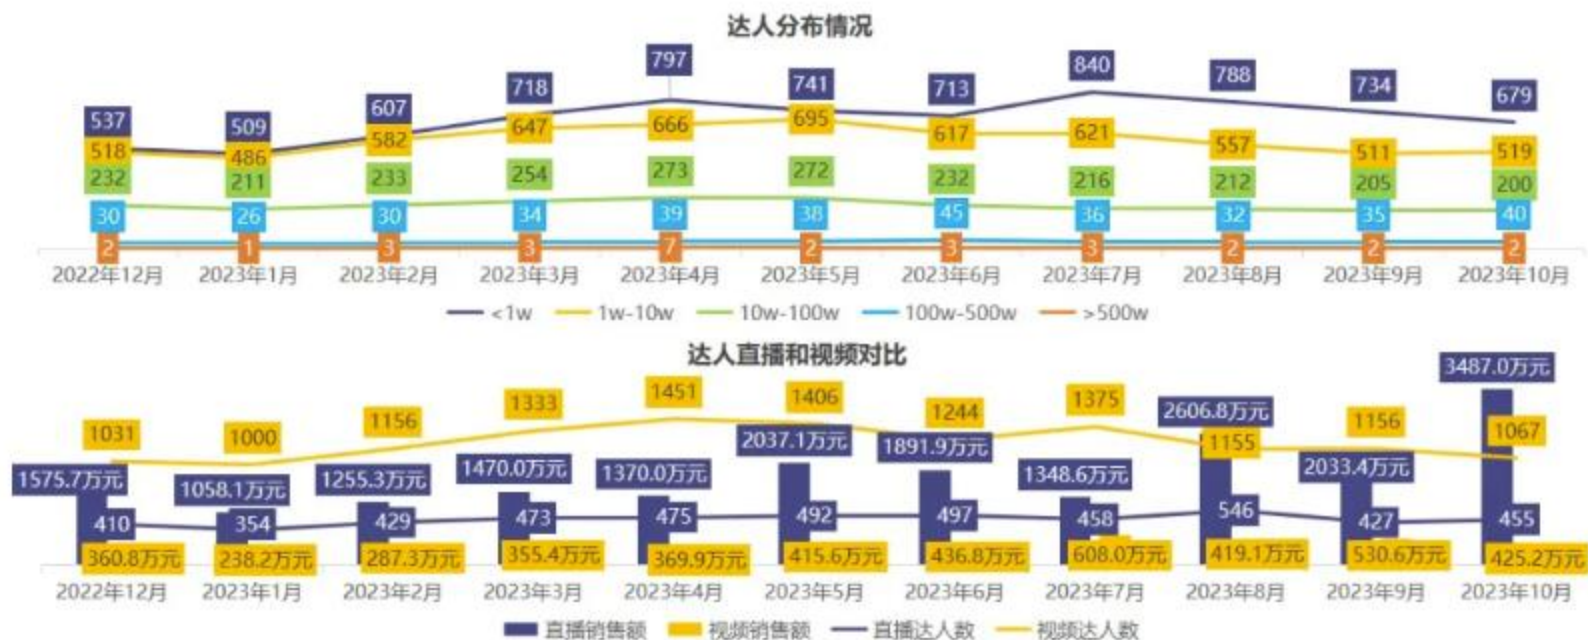 达人分布情况
537 509 607 718 797 741 713 840 788 734 679
518 486 582 647 666 695 617 621 557 511 519
232 211 233 254 273 272 232 216 212 205 200
30 26 30 34 39 38 45 36 32 35 40
2 1 3 3 7 2 3 3 2 2 2
2022年12月 2023年1月 2023年2月 2023年3月 2023年4月 2023年5月 2023年6月 2023年7月 2023年8月 2023年9月 2023年10月
<1w 1w-10w 10w-100w 100w-500w >500w
达人直播和视频对比
1031 1000 1156 1333 1451 1406 1244 1375 1155 1156 1067
1575.7万元 1058.1万元 1255.3万元 1470.0万元 1370.0万元 2037.1万元 1891.9万元 1348.6万元 2606.8万元 2033.4万元 3487.0万元
410 354 429 473 475 492 497 458 546 427 455
360.8万元 238.2万元 287.3万元 355.4万元 369.9万元 415.6万元 436.8万元 608.0万元 419.1万元 530.6万元 425.2万元
2022年12月 2023年1月 2023年2月 2023年3月 2023年4月 2023年5月 2023年6月 2023年7月 2023年8月 2023年9月 2023年10月
直播销售额 视频销售额 直播达人数 视频达人数